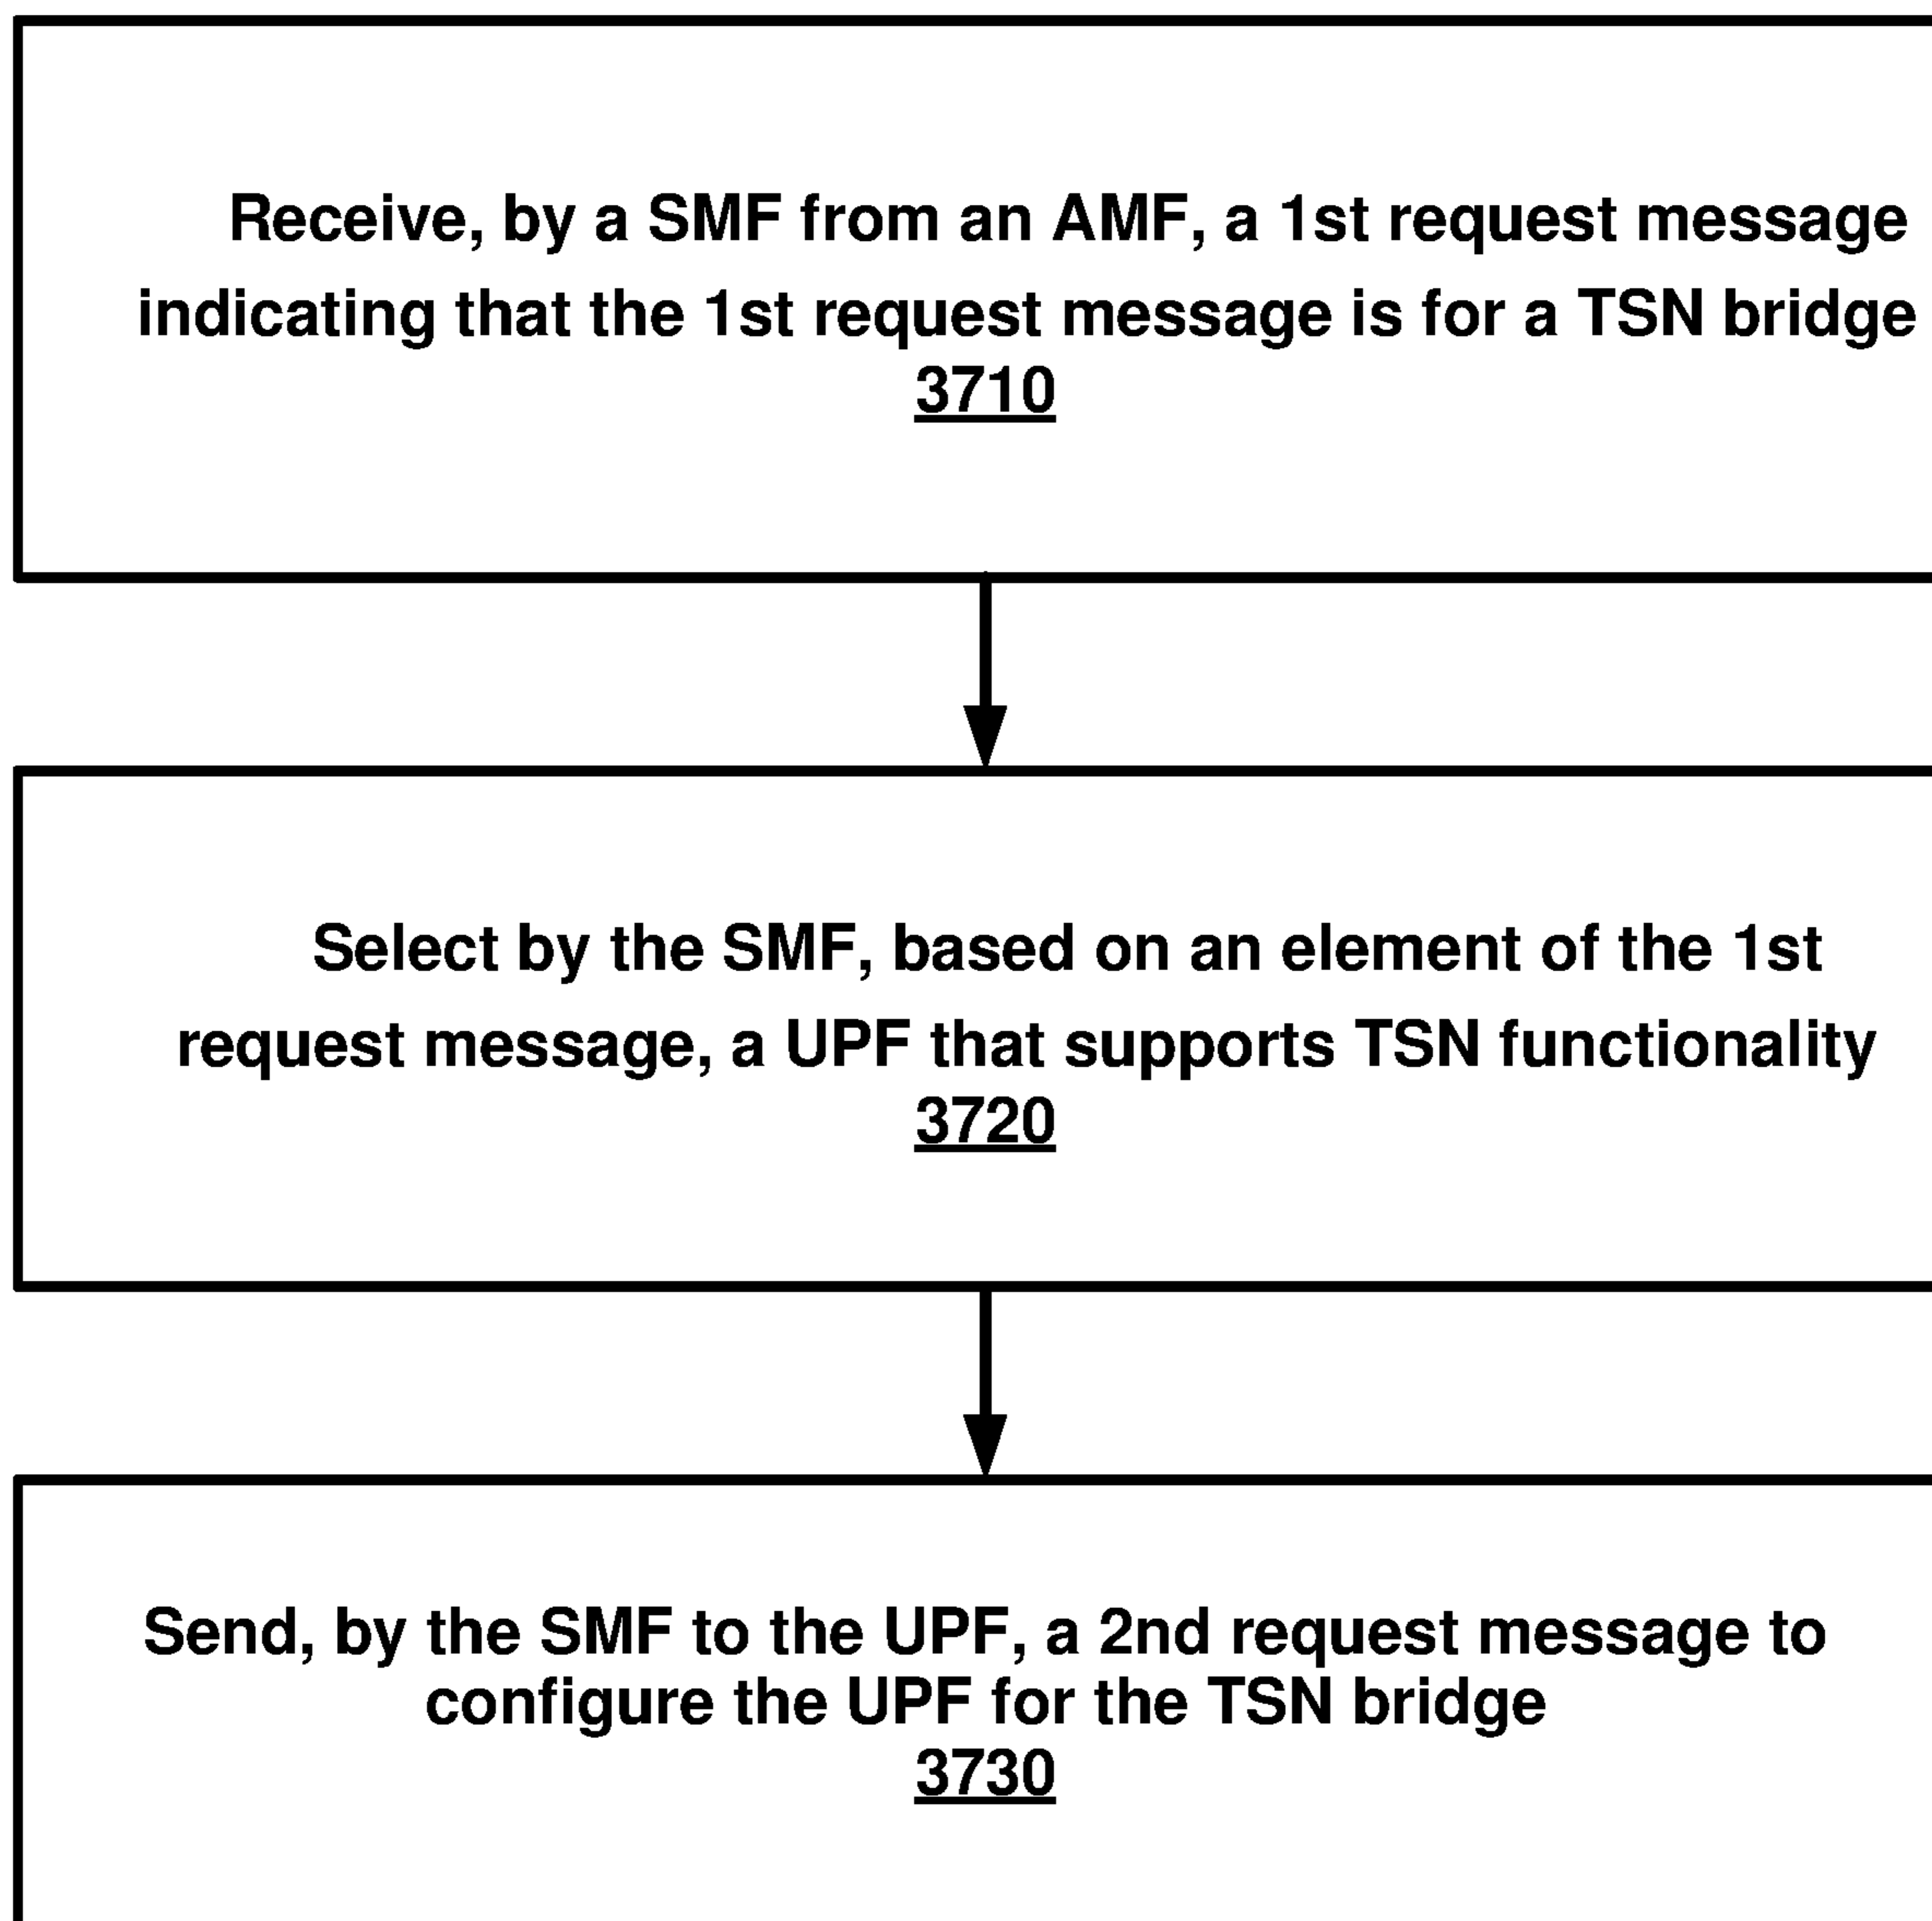 Receive, by a SMF from an AMF, a 1st request message
indicating that the 1st request message is for a TSN bridge
3710
Select by the SMF, based on an element of the 1st
request message, a UPF that supports TSN functionality
3720
Send, by the SMF to the UPF, a 2nd request message to
configure the UPF for the TSN bridge
3730